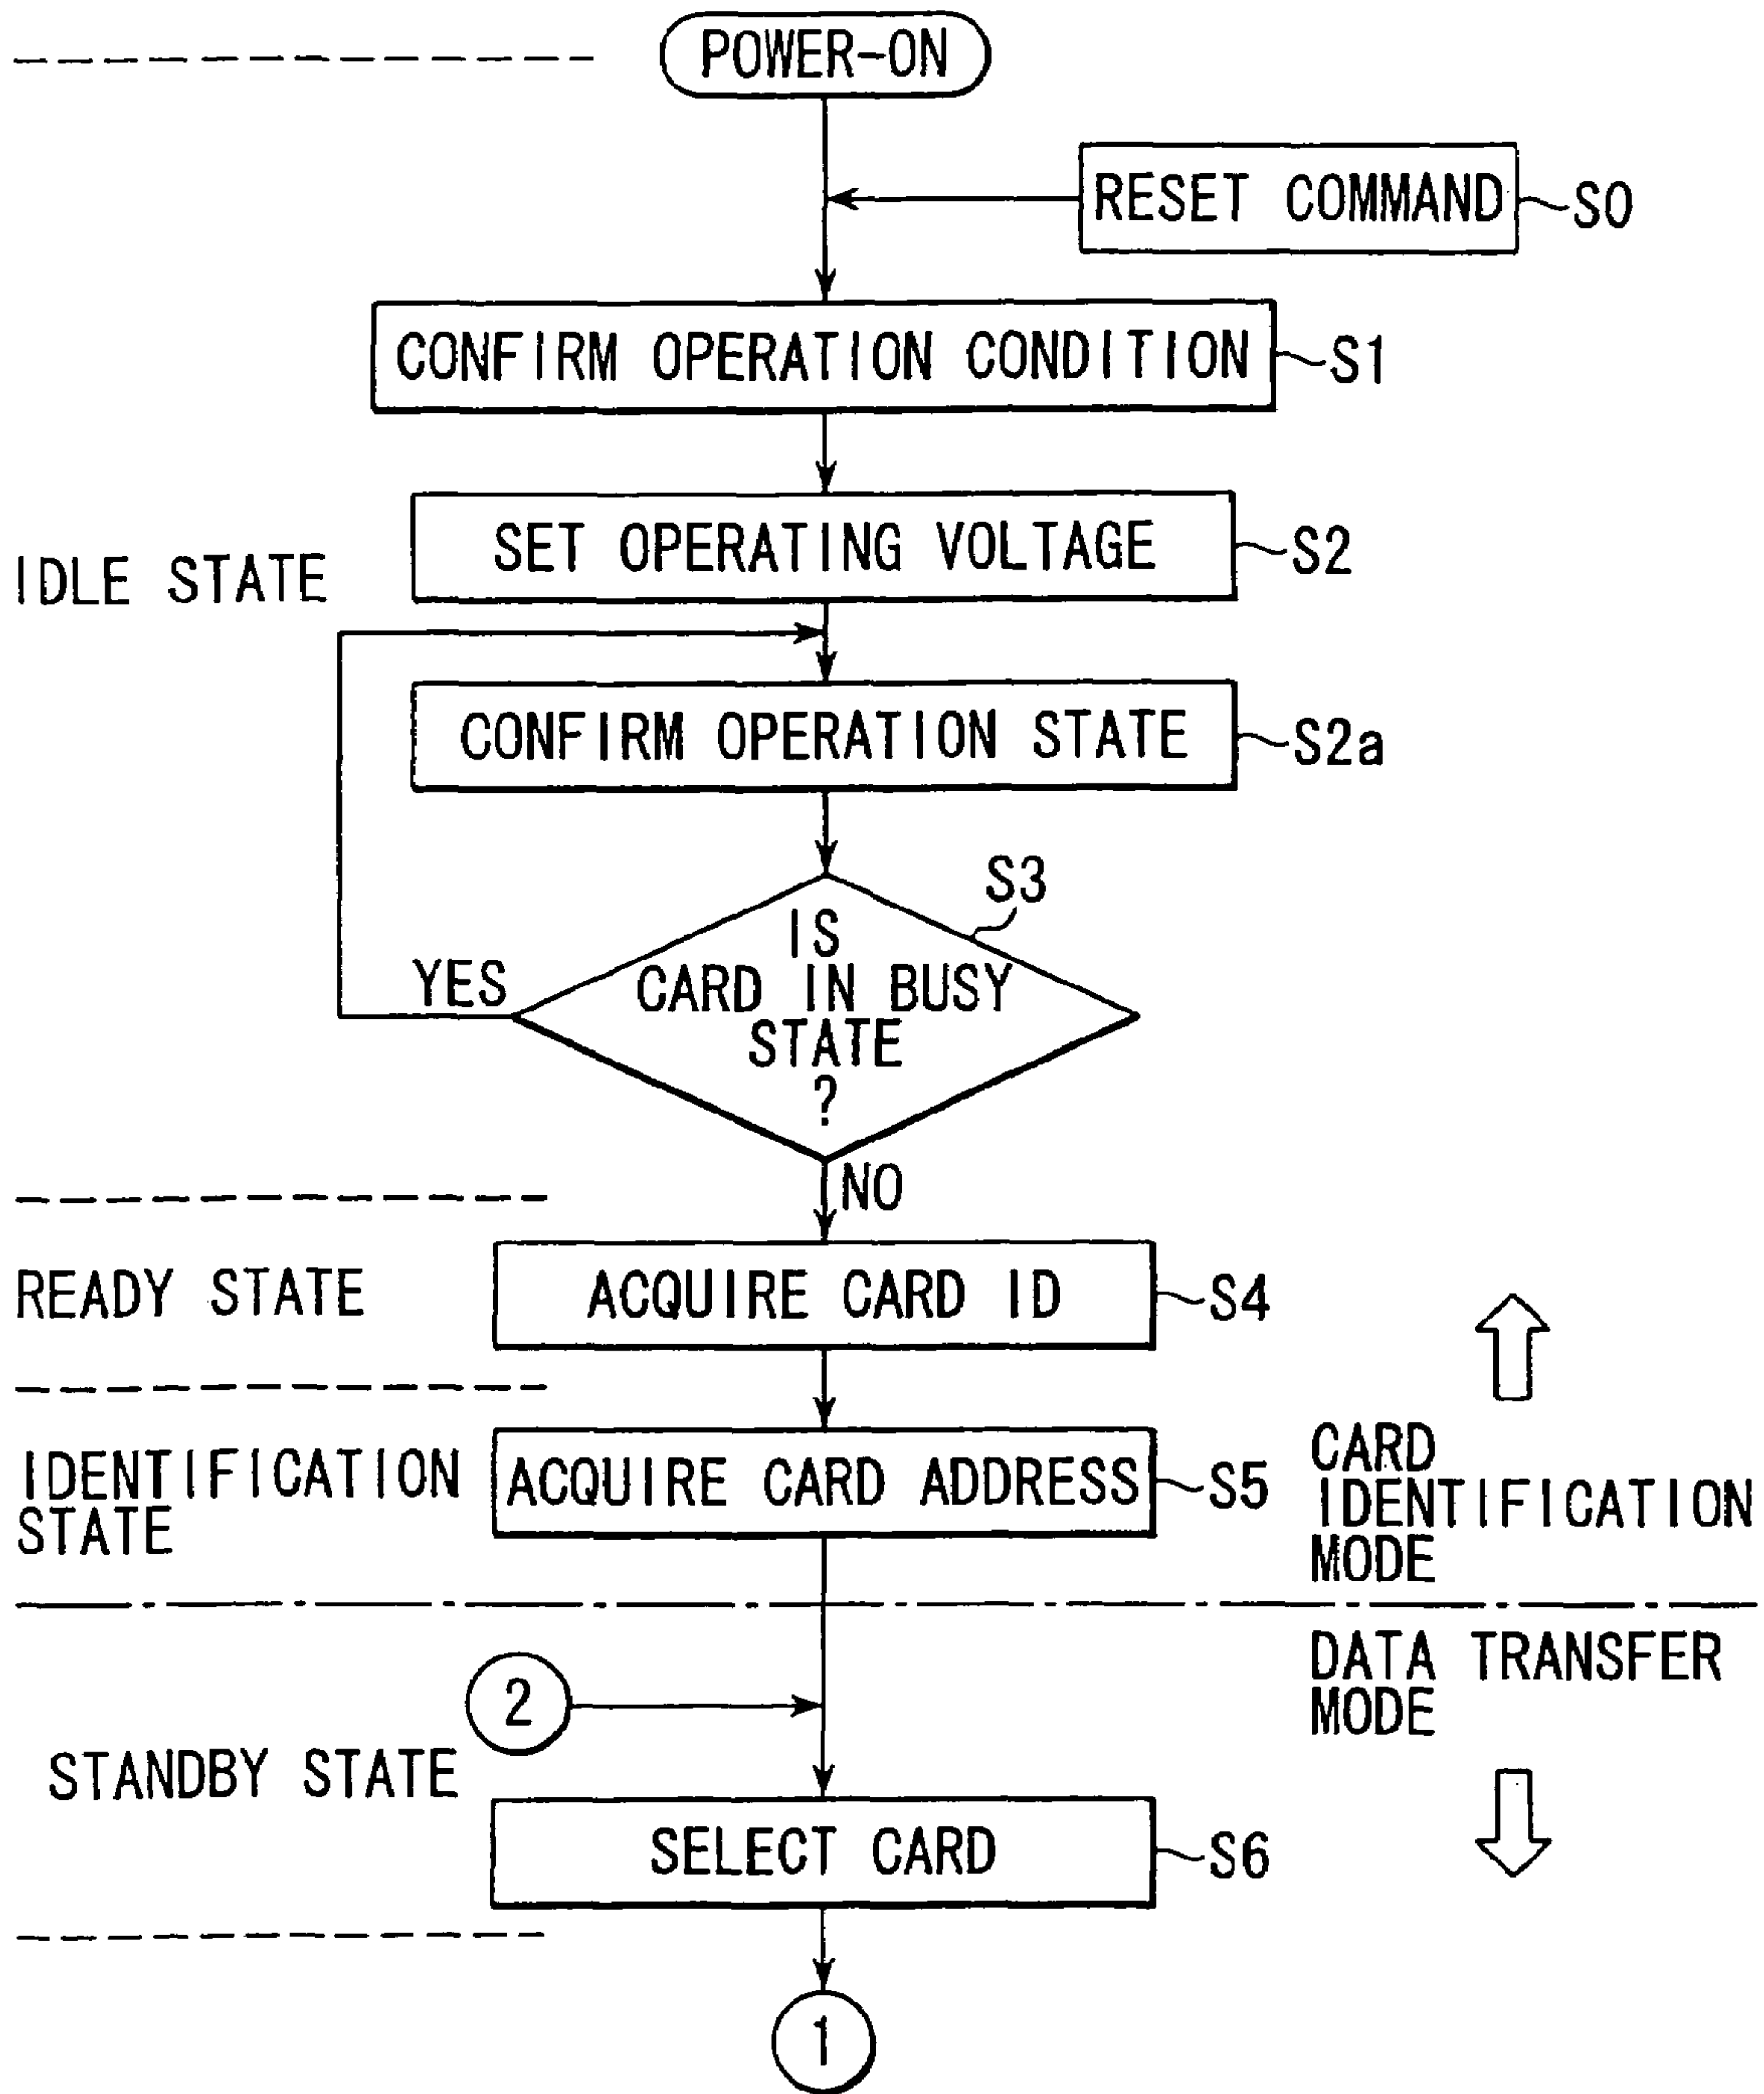 POWER-ON
RESET COMMAND
S0
CONFIRM OPERATION CONDITION
S1
SET OPERATING VOLTAGE
S2
IDLE STATE
CONFIRM OPERATION STATE
S2a
S3
IS
CARD IN BUSY
STATE
?
YES
NO
READY STATE
ACQUIRE CARD ID
S4
IDENTIFICATION
STATE
ACQUIRE CARD ADDRESS
S5
CARD
IDENTIFICATION
MODE
DATA TRANSFER
MODE
2
STANDBY STATE
SELECT CARD
S6
1